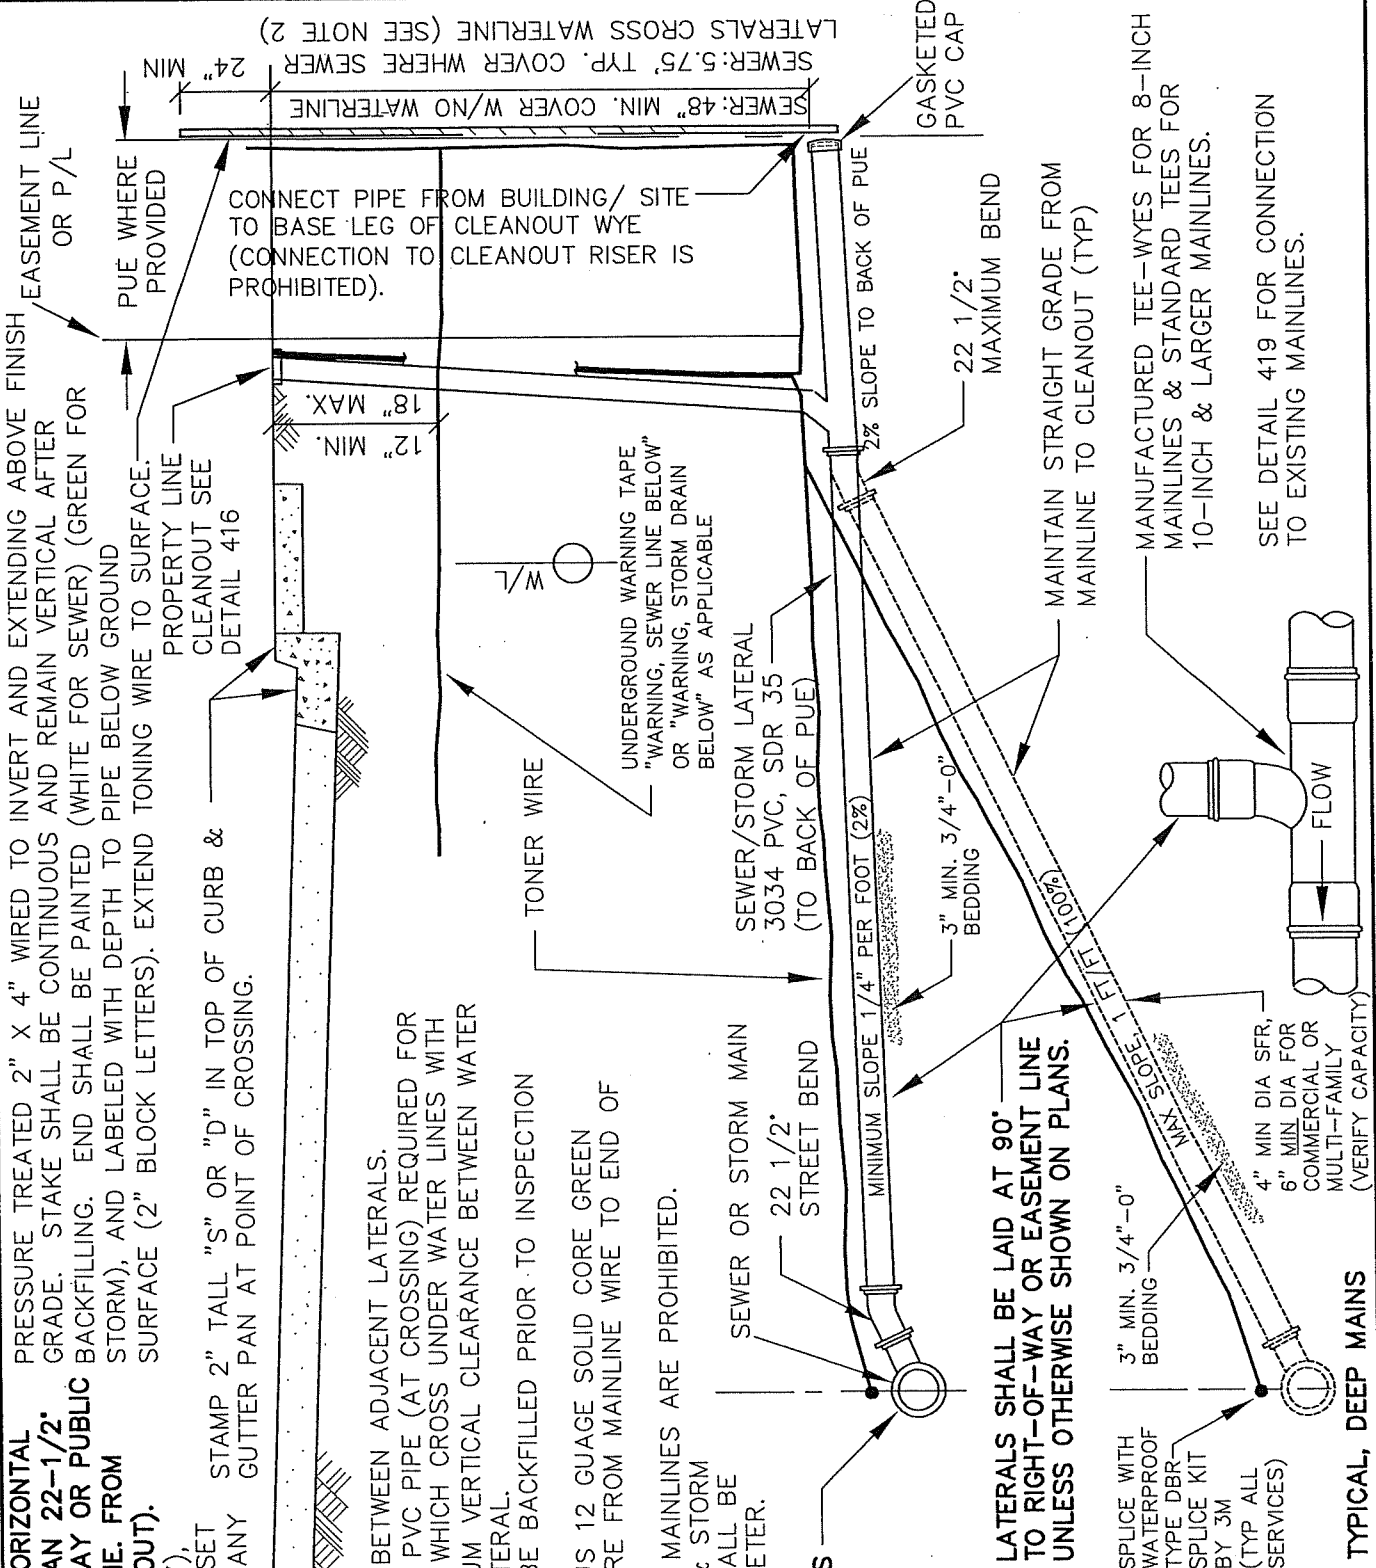 ORIZONTAL
AN 22-1/2°
AY OR PUBLIC
E. FROM
OUT).
SET
ANY
PRESSURE TREATED 2" X 4" WIRED TO INVERT AND EXTENDING ABOVE FINISH
GRADE. STAKE SHALL BE CONTINUOUS AND REMAIN VERTICAL AFTER
BACKFILLING. END SHALL BE PAINTED (WHITE FOR SEWER) (GREEN FOR
STORM), AND LABELED WITH DEPTH TO PIPE BELOW GROUND
SURFACE (2" BLOCK LETTERS). EXTEND TONING WIRE TO SURFACE.
STAMP 2" TALL "S" OR "D" IN TOP OF CURB &
GUTTER PAN AT POINT OF CROSSING.
EASEMENT LINE
OR P/L
PUE WHERE
PROVIDED
PROPERTY LINE
CLEANOUT SEE
DETAIL 416
24" MIN
SEWER:48" MIN. COVER W/NO WATERLINE
SEWER:5.75' TYP. COVER WHERE SEWER
LATERALS CROSS WATERLINE (SEE NOTE 2)
CONNECT PIPE FROM BUILDING/ SITE
TO BASE LEG OF CLEANOUT WYE
(CONNECTION TO CLEANOUT RISER IS
PROHIBITED).
12" MIN.
18" MAX.
GASKETED
PVC CAP
W/L
UNDERGROUND WARNING TAPE
"WARNING, SEWER LINE BELOW"
OR "WARNING, STORM DRAIN
BELOW" AS APPLICABLE
TONER WIRE
SEWER/STORM LATERAL
3034 PVC, SDR 35
(TO BACK OF PUE)
2% SLOPE TO BACK OF PUE
22 1/2°
MAXIMUM BEND
MAINTAIN STRAIGHT GRADE FROM
MAINLINE TO CLEANOUT (TYP)
MANUFACTURED TEE-WYES FOR 8-INCH
MAINLINES & STANDARD TEES FOR
10-INCH & LARGER MAINLINES.
SEE DETAIL 419 FOR CONNECTION
TO EXISTING MAINLINES.
BETWEEN ADJACENT LATERALS.
PVC PIPE (AT CROSSING) REQUIRED FOR
WHICH CROSS UNDER WATER LINES WITH
UM VERTICAL CLEARANCE BETWEEN WATER
TERAL.
BE BACKFILLED PRIOR TO INSPECTION
US 12 GUAGE SOLID CORE GREEN
RE FROM MAINLINE WIRE TO END OF
MAINLINES ARE PROHIBITED.
STORM
ALL BE
ETER.
S
SEWER OR STORM MAIN
22 1/2°
STREET BEND
MINIMUM SLOPE 1/4" PER FOOT (2%)
3" MIN. 3/4"-0"
BEDDING
LATERALS SHALL BE LAID AT 90°
TO RIGHT-OF-WAY OR EASEMENT LINE
UNLESS OTHERWISE SHOWN ON PLANS.
MAX SLOPE, 1 FT/FT (100%)
3" MIN. 3/4"-0"
BEDDING
4" MIN DIA SFR,
6" MIN DIA FOR
COMMERCIAL OR
MULTI-FAMILY
(VERIFY CAPACITY)
FLOW
SPLICE WITH
WATERPROOF
TYPE DBR
SPLICE KIT
BY 3M
(TYP ALL
SERVICES)
TYPICAL, DEEP MAINS